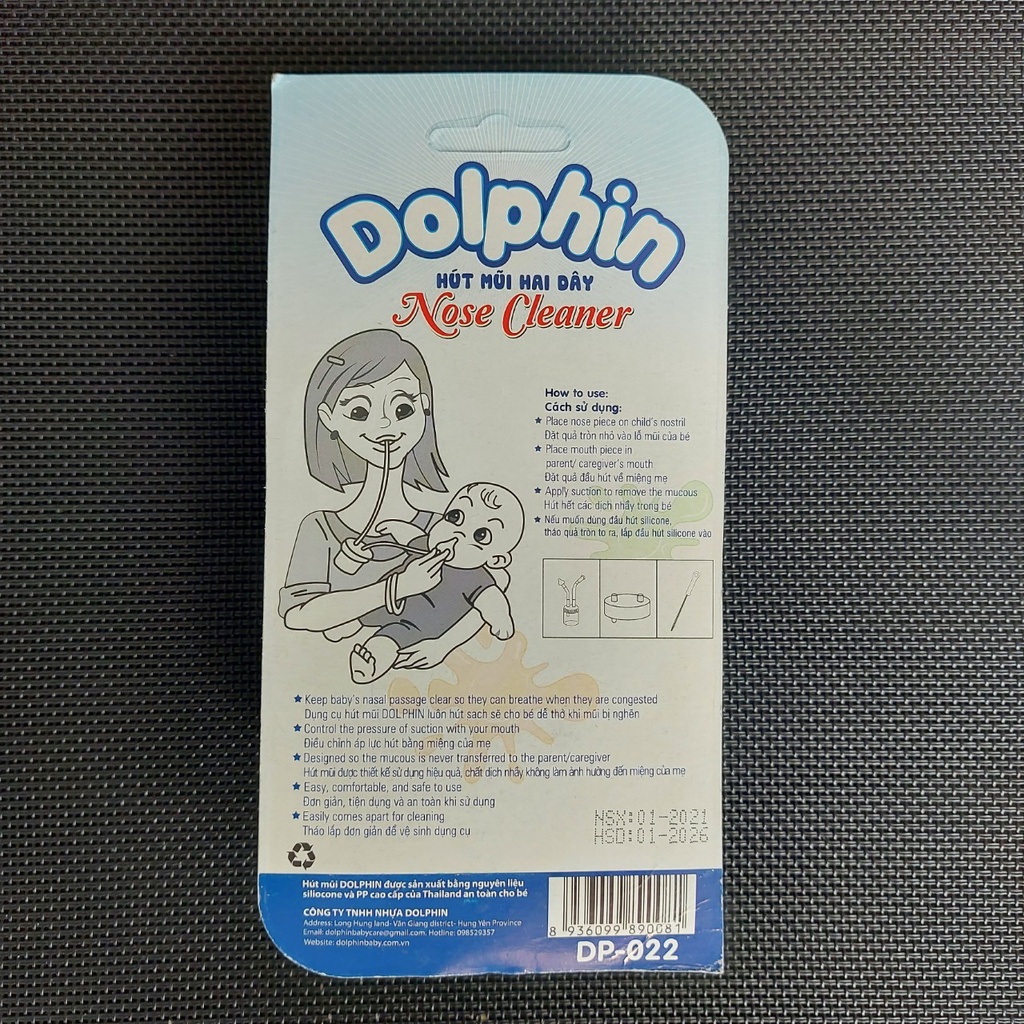 Dolphin
HÚT MŨI HAI DÂY
Nose Cleaner
How to use:
Cách sử dụng:
Place nose piece on child's nostril
Đặt quả tròn nhỏ vào lỗ mũi của bé
Place mouth piece in
parent/ caregiver's mouth
Đặt quả đầu hút về miệng mẹ
Apply suction to remove the mucous
Hút hết các dịch nhầy trong bé
Nếu muốn dùng đầu hút silicone,
tháo quả tròn to ra, lắp đầu hút silicone vào
Keep baby's nasal passage clear so they can breathe when they are congested
Dụng cụ hút mũi DOLPHIN luôn hút sạch sẽ cho bé dễ thở khi mũi bị nghẽn
Control the pressure of suction with your mouth
Điều chỉnh áp lực hút bằng miệng của mẹ
Designed so the mucous is never transferred to the parent/caregiver
Hút mũi được thiết kế sử dụng hiệu quả, chất dịch nhầy không làm ảnh hưởng đến miệng của mẹ
Easy, comfortable, and safe to use
Đơn giản, tiện dụng và an toàn khi sử dụng
Easily comes apart for cleaning
Tháo lắp đơn giản để vệ sinh dụng cụ
NSX:01-2021
HSD:01-2026
Hút mũi DOLPHIN được sản xuất bằng nguyên liệu
siliocone và PP cao cấp của Thailand an toàn cho bé
CÔNG TY TNHH NHỰA DOLPHIN
Address: Long Hung land- Văn Giang district- Hung Yên Province
Email: dolphinbabycare@gmail.com. Hotline: 098529357
Website: dolphinbaby.com.vn
8 936099 890081
DP-022